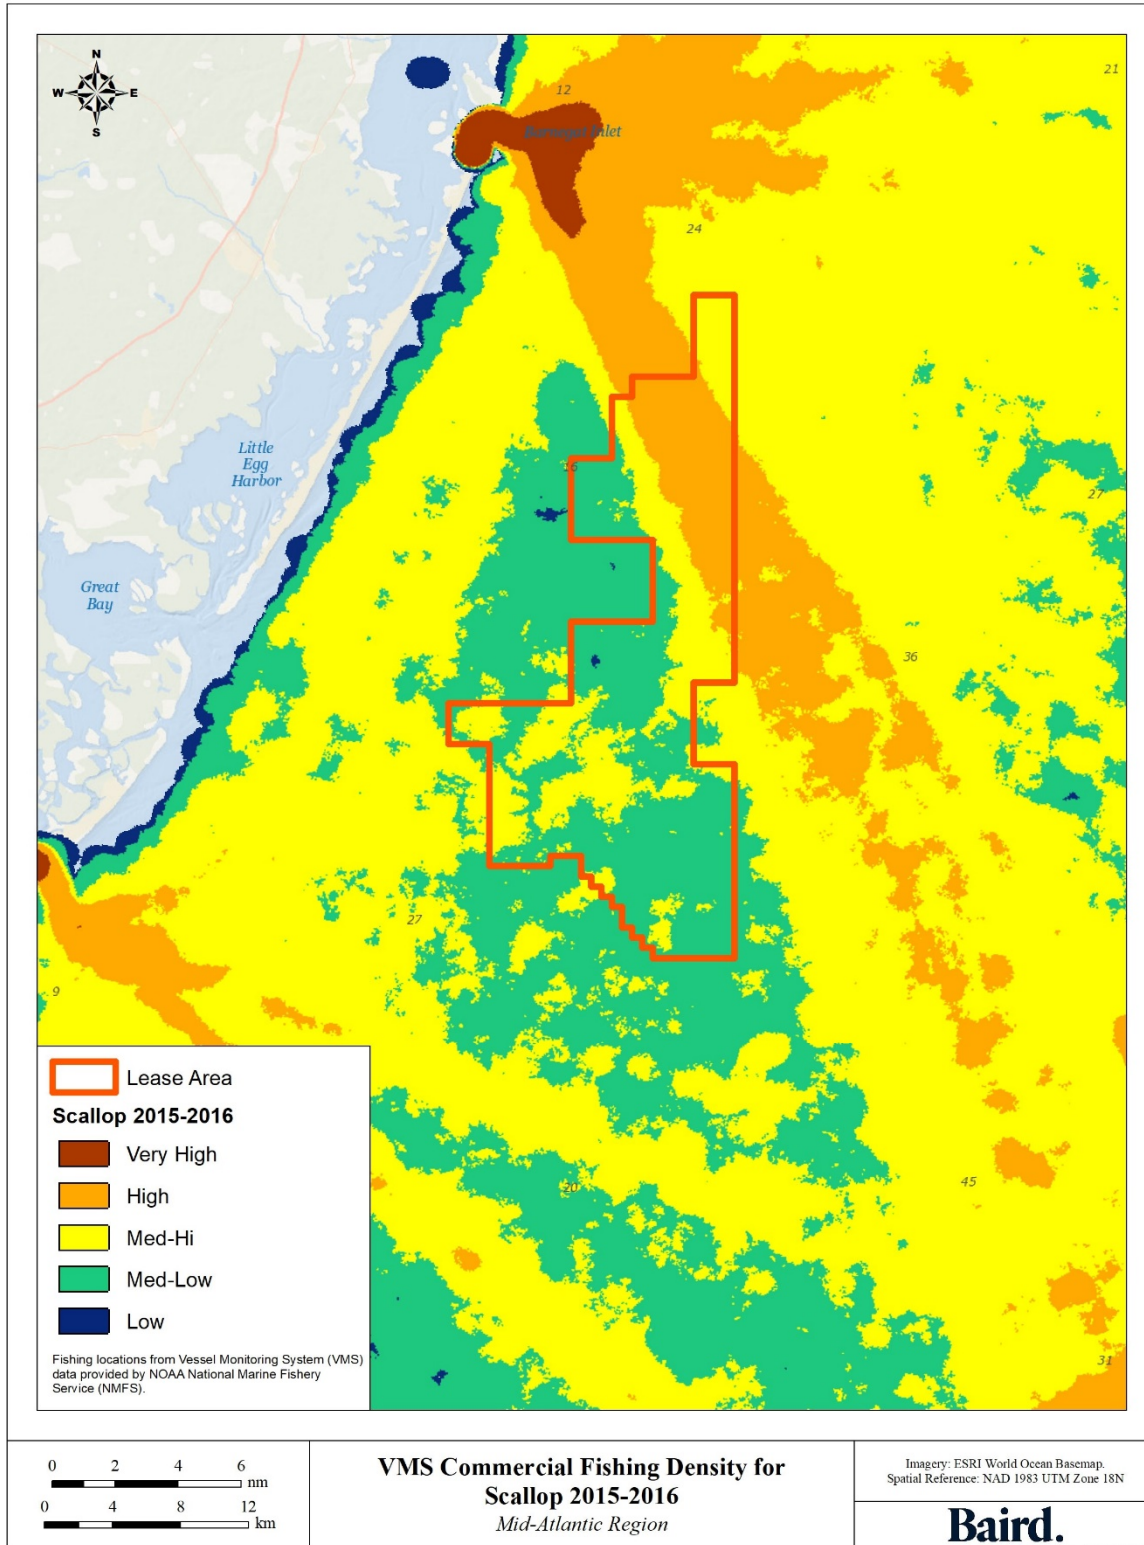 N
W E
S
12
21
Barnegat Inlet
24
Little
Egg
Harbor
16
27
Great
Bay
36
27
9
45
20
31
Lease Area
Scallop 2015-2016
Very High
High
Med-Hi
Med-Low
Low
Fishing locations from Vessel Monitoring System (VMS)
data provided by NOAA National Marine Fishery
Service (NMFS).
0 2 4 6
nm
0 4 8 12
km
VMS Commercial Fishing Density for
Scallop 2015-2016
Mid-Atlantic Region
Imagery: ESRI World Ocean Basemap.
Spatial Reference: NAD 1983 UTM Zone 18N
Baird.